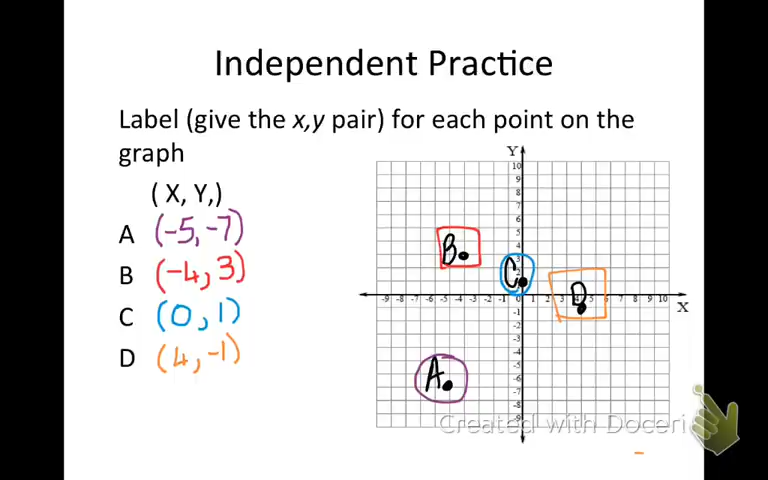 Independent Practice
Label (give the x,y pair) for each point on the
graph
( X, Y,)
A (-5, -7)
B (-4, 3)
C (0, 1)
D (4, -1)
Y
10
9
8
7
6
5
4
3
2
1
B.
C.
D
-9 -8 -7 -6 -5 -4 -3 -2 -1 0 1 2 3 4 5 6 7 8 9 10
X
-1
-2
-3
-4
-5
-6
-7
-8
-9
A.
Created with Doceri